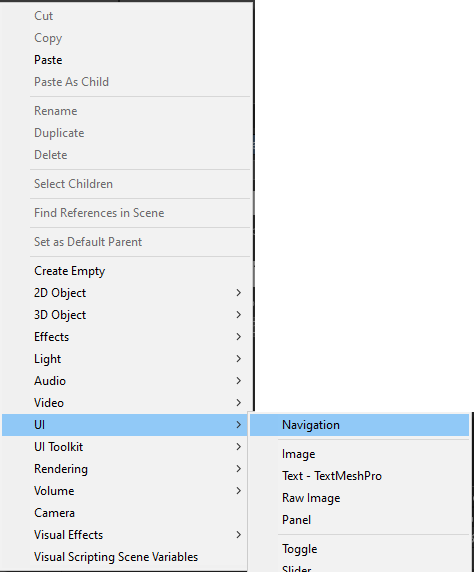 Cut
Copy
Paste
Paste As Child
Rename
Duplicate
Delete
Select Children
Find References in Scene
Set as Default Parent
Create Empty
2D Object
3D Object
Effects
Light
Audio
Video
UI
UI Toolkit
Rendering
Volume
Camera
Visual Effects
Visual Scripting Scene Variables
Navigation
Image
Text - TextMeshPro
Raw Image
Panel
Toggle
Slider